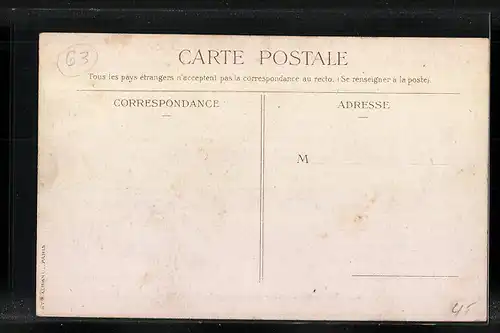 63
CARTE POSTALE
Tous les pays étrangers n'acceptent pas la correspondance au recto. (Se renseigner à la poste).
CORRESPONDANCE
ADRESSE
M
PARIS
45